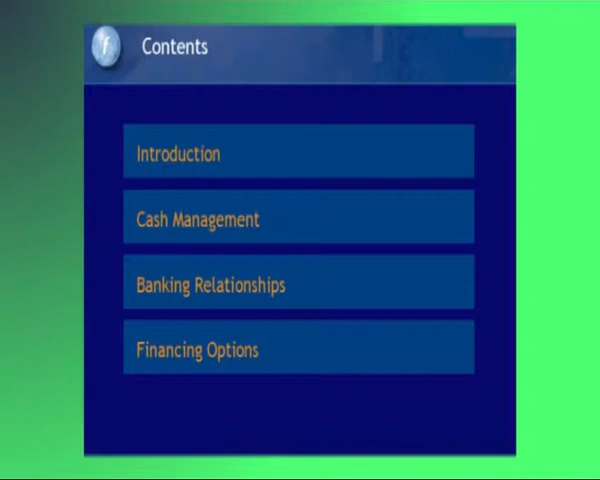 f
Contents
Introduction
Cash Management
Banking Relationships
Financing Options